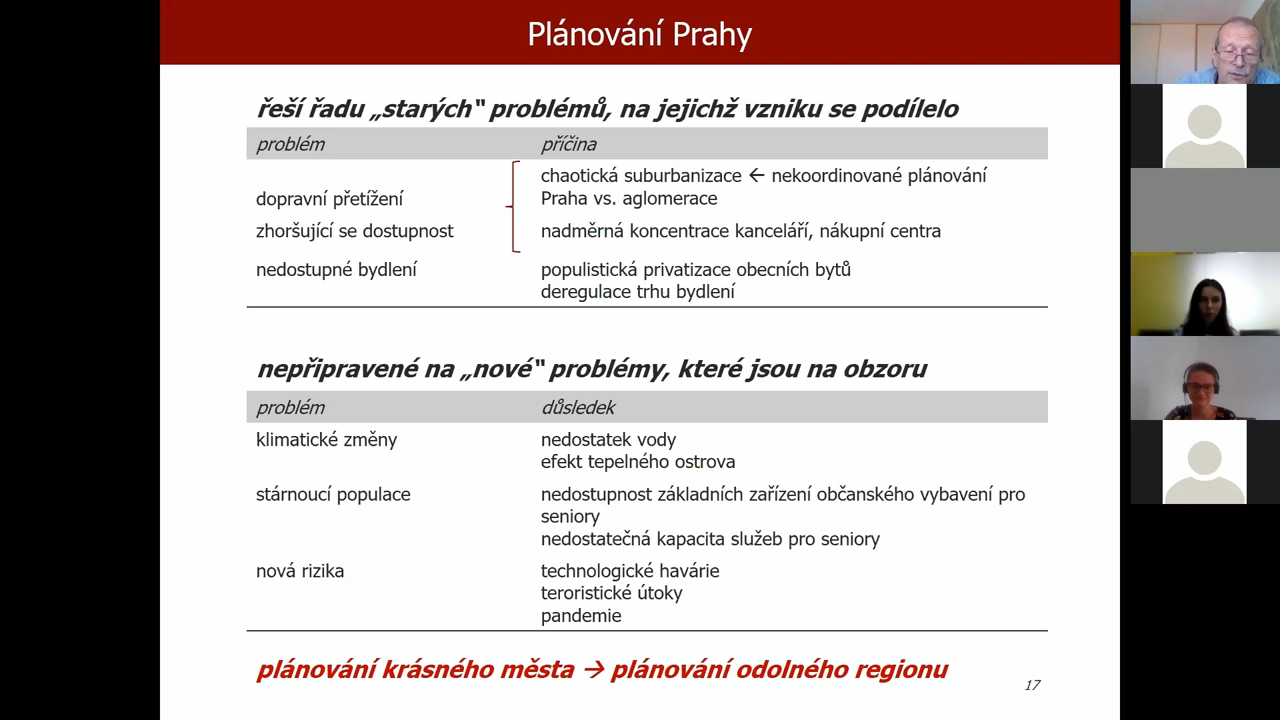 Plánování Prahy
řeší řadu „starých" problémů, na jejichž vzniku se podílelo
problém příčina
chaotická suburbanizace ← nekoordinované plánování
dopravní přetížení Praha vs. aglomerace
zhoršující se dostupnost nadměrná koncentrace kanceláří, nákupní centra
nedostupné bydlení populistická privatizace obecních bytů
deregulace trhu bydlení
nepřipravené na „nové" problémy, které jsou na obzoru
problém důsledek
klimatické změny nedostatek vody
efekt tepelného ostrova
stárnoucí populace nedostupnost základních zařízení občanského vybavení pro
seniory
nedostatečná kapacita služeb pro seniory
nová rizika technologické havárie
teroristické útoky
pandemie
plánování krásného města → plánování odolného regionu
17